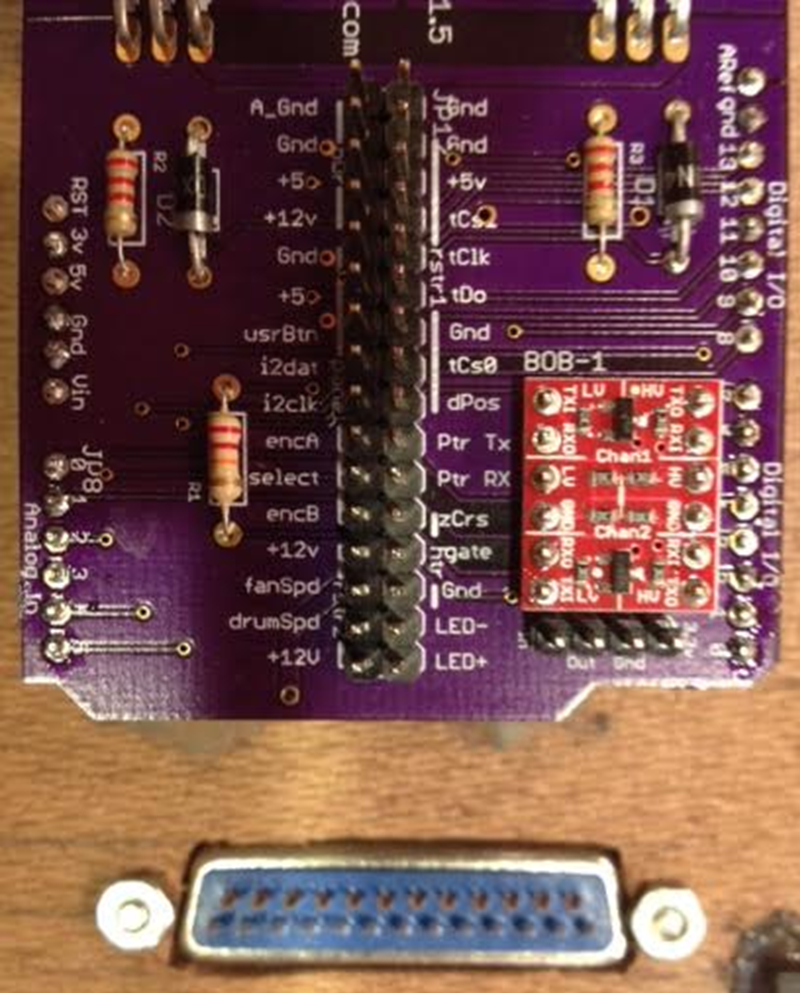 .com
1.5
JP1
A_Gnd
Gnd
Gnd
Gnd
+5
+5v
+12v
Gnd
tClk
+5
tDo
usrBtn
Gnd
i2dat
tCs0
i2clk
dPos
encA
Ptr Tx
select
Ptr RX
encB
zCrs
+12v
gate
fanSpd
Gnd
drumSpd
LED-
+12V
LED+
R2
D2
R3
D1
R1
RST 3v 5v Gnd Vin
JP8
0 1 2 3 4 5
Analog In
ARef gnd 13 12 11 10 9 8
Digital I/O
Digital I/O
BOB-1
LV HV
TXI TXO
RXO RXI
Chan1
LV HV
GND GND
Chan2
RXO RXI
TXI TXO
LV HV
Out Gnd